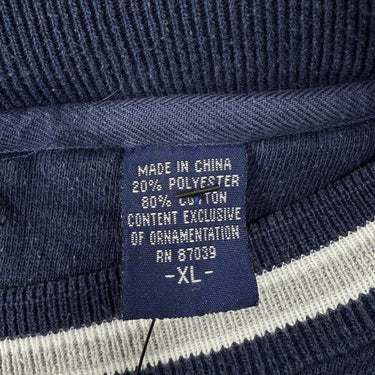 MADE IN CHINA
20% POLYESTER
80% COTTON
CONTENT EXCLUSIVE
OF ORNAMENTATION
RN 87039
-XL-